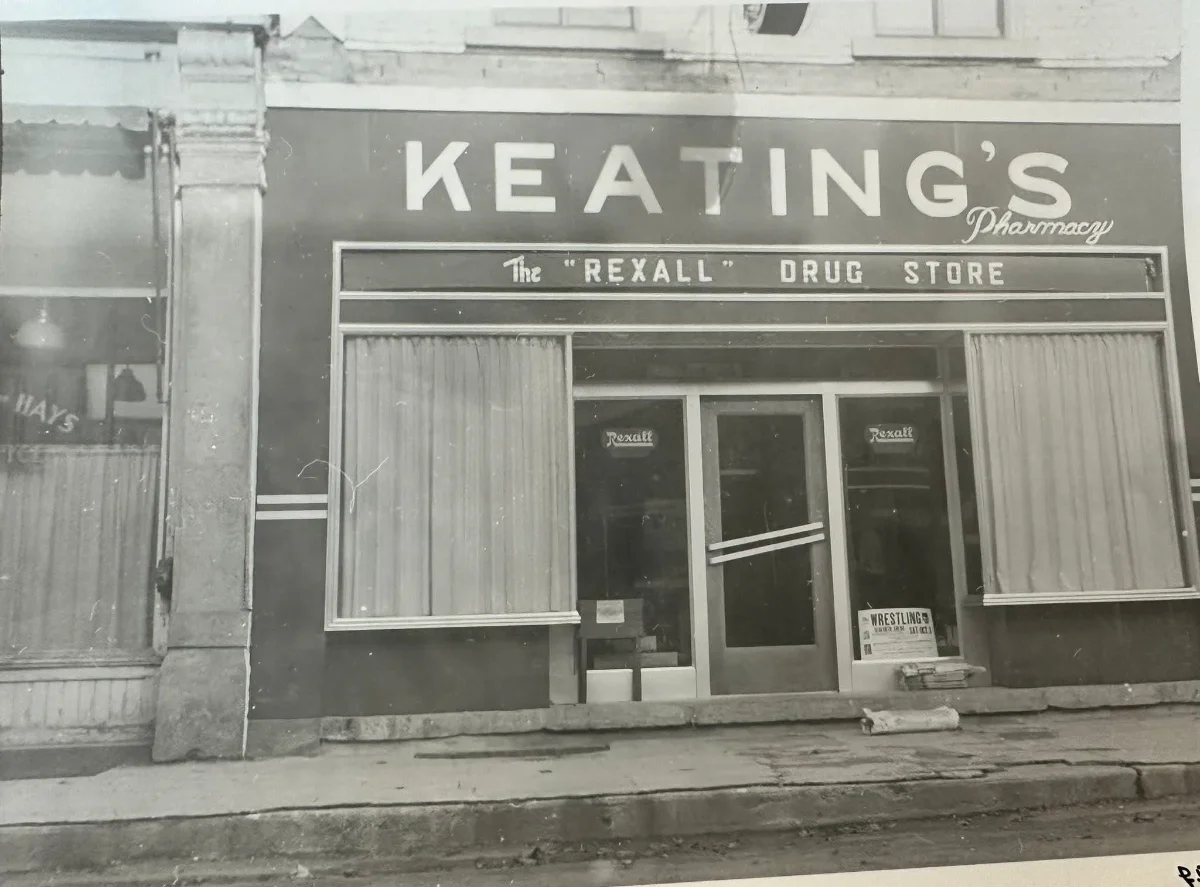 KEATING'S
Pharmacy
The "REXALL" DRUG STORE
HAYS
Rexall
Rexall
WRESTLING